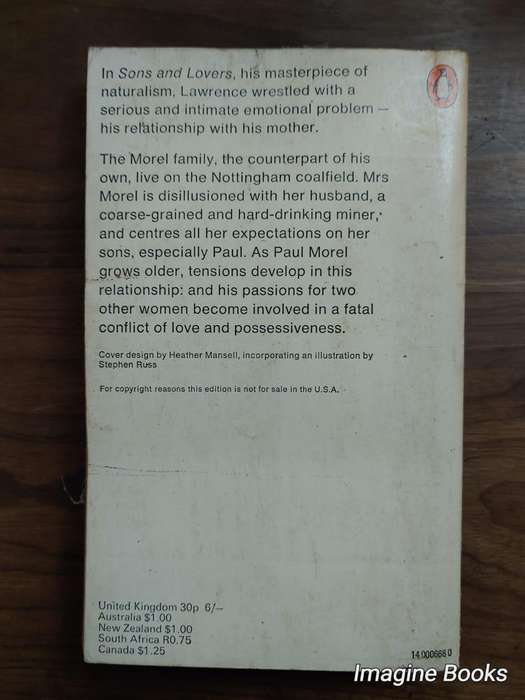 In Sons and Lovers, his masterpiece of
naturalism, Lawrence wrestled with a
serious and intimate emotional problem –
his relationship with his mother.
The Morel family, the counterpart of his
own, live on the Nottingham coalfield. Mrs
Morel is disillusioned with her husband, a
coarse-grained and hard-drinking miner,
and centres all her expectations on her
sons, especially Paul. As Paul Morel
grows older, tensions develop in this
relationship: and his passions for two
other women become involved in a fatal
conflict of love and possessiveness.
Cover design by Heather Mansell, incorporating an illustration by
Stephen Russ
For copyright reasons this edition is not for sale in the U.S.A.
United Kingdom 30p 6/–
Australia $1.00
New Zealand $1.00
South Africa R0.75
Canada $1.25
14 000668 0
Imagine Books